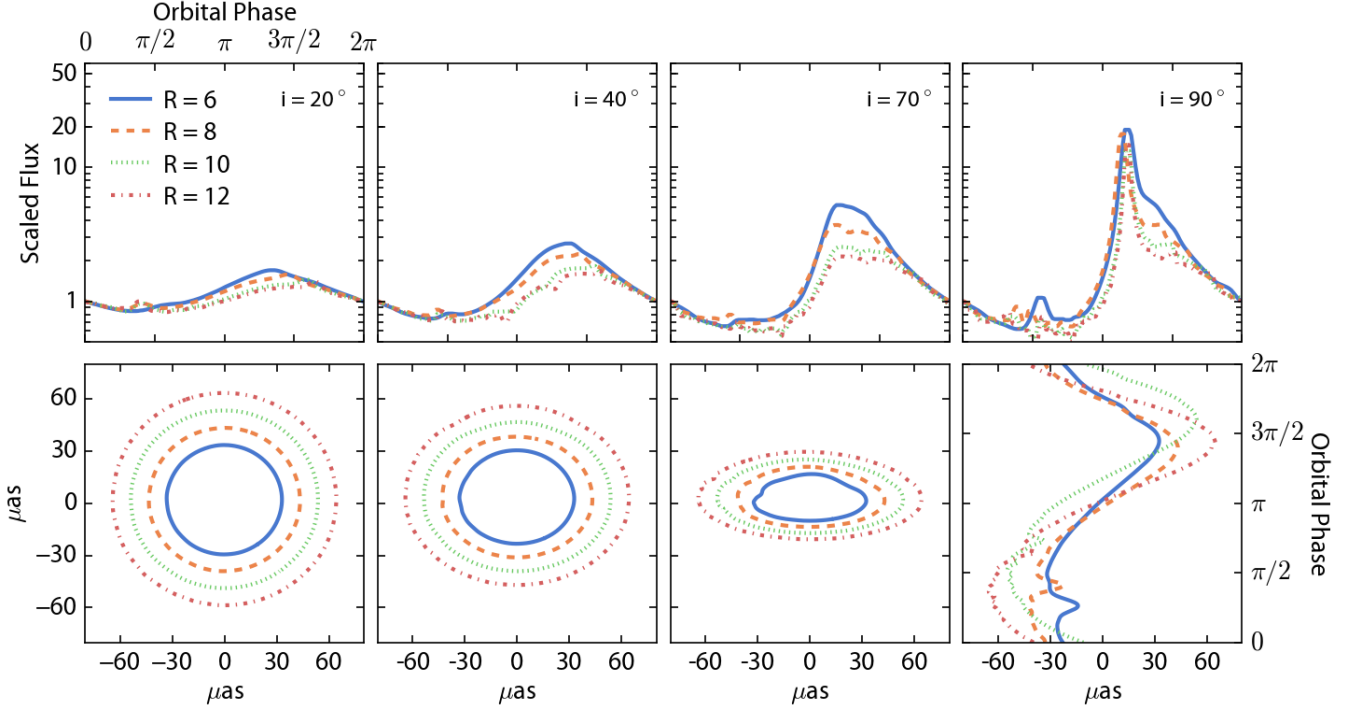 Orbital Phase
0 π/2 π 3π/2 2π
50
20
10
1
Scaled Flux
R = 6
R = 8
R = 10
R = 12
i = 20°
i = 40°
i = 70°
i = 90°
60
30
0
−30
−60
μas
2π
3π/2
π
π/2
0
Orbital Phase
−60 −30 0 30 60
-60 -30 0 30 60
-60 -30 0 30 60
-60 -30 0 30 60
μas μas μas μas